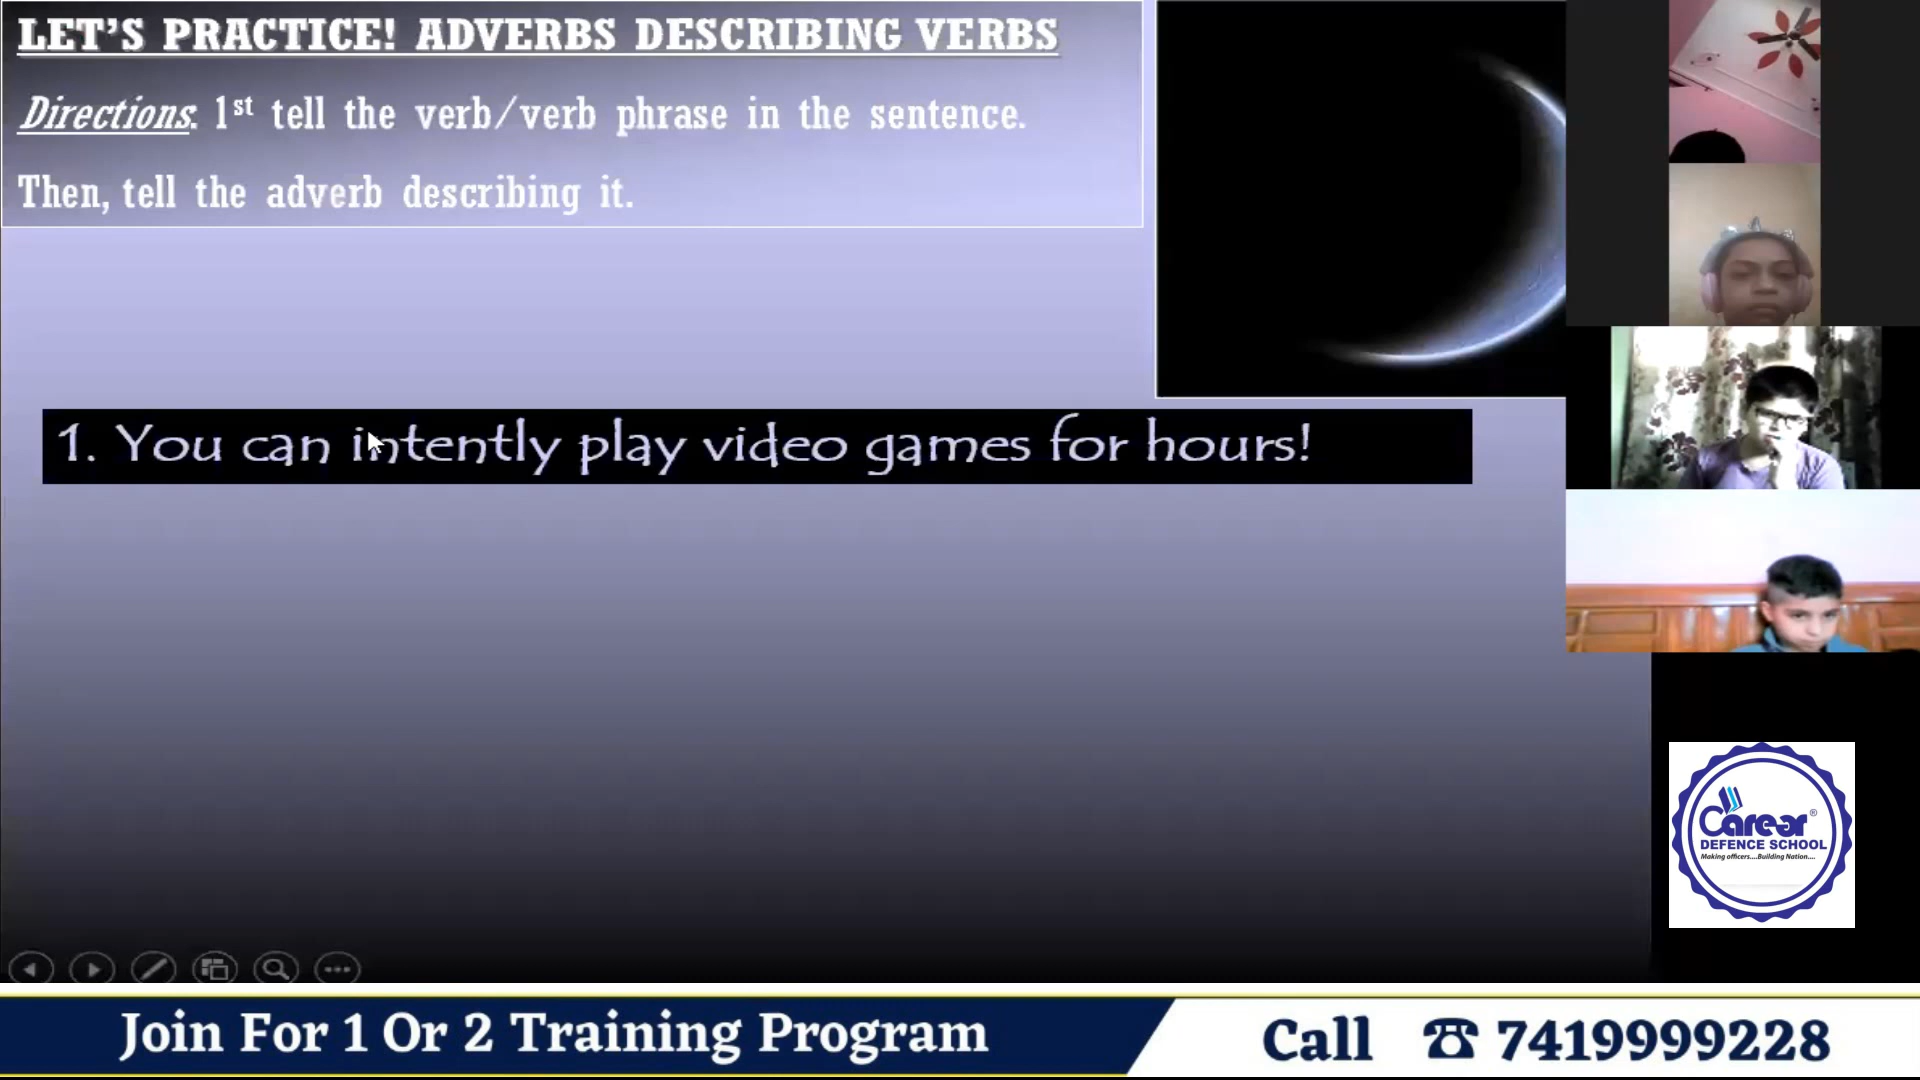 LET'S PRACTICE! ADVERBS DESCRIBING VERBS
Directions: 1st tell the verb/verb phrase in the sentence.
Then, tell the adverb describing it.
1. You can intently play video games for hours!
Career®
DEFENCE SCHOOL
Making officers....Building Nation....
Join For 1 Or 2 Training Program
Call ☎ 7419999228